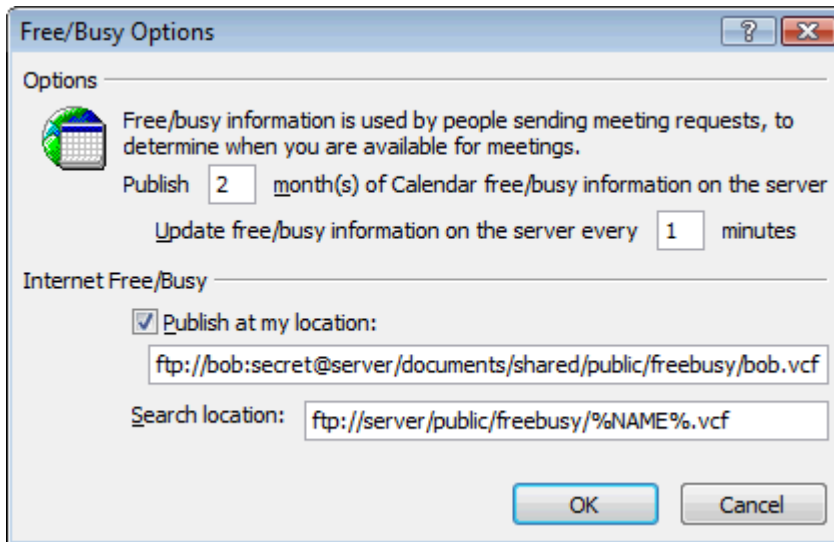 Free/Busy Options
?
Options
Free/busy information is used by people sending meeting requests, to
determine when you are available for meetings.
Publish 2 month(s) of Calendar free/busy information on the server
Update free/busy information on the server every 1 minutes
Internet Free/Busy
Publish at my location:
ftp://bob:secret@server/documents/shared/public/freebusy/bob.vcf
Search location: ftp://server/public/freebusy/%NAME%.vcf
OK Cancel